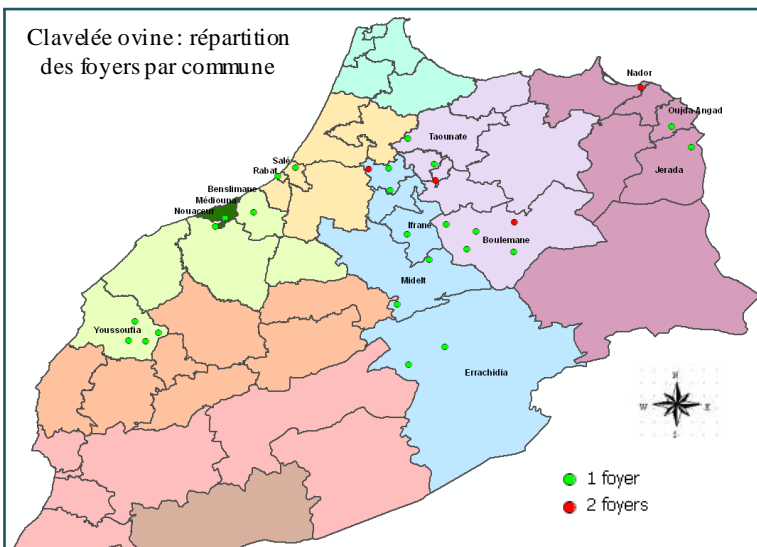 Clavelée ovine : répartition
des foyers par commune
Nador
Oujda-Angad
Taounate
Salé
Rabat
Jerada
Benslimane
Médiouna
Nouaceur
Ifrane
Boulemane
Midelt
Youssoufia
Errachidia
N
W E
S
1 foyer
2 foyers